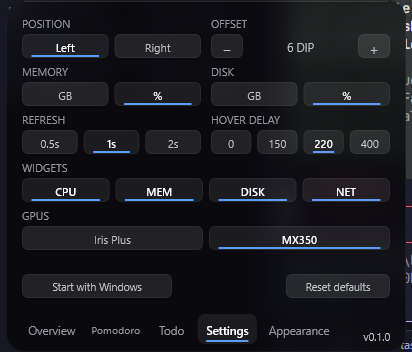 POSITION OFFSET
Left Right – 6 DIP +
MEMORY DISK
GB % GB %
REFRESH HOVER DELAY
0.5s 1s 2s 0 150 220 400
WIDGETS
CPU MEM DISK NET
GPUS
Iris Plus MX350
Start with Windows Reset defaults
Overview Pomodoro Todo Settings Appearance v0.1.0